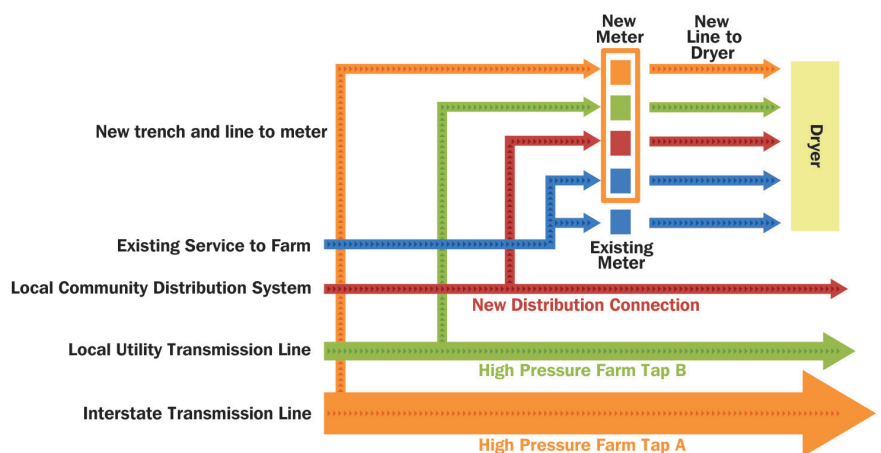 New
Meter
New
Line to
Dryer
New trench and line to meter
Dryer
Existing Service to Farm
Existing
Meter
Local Community Distribution System
New Distribution Connection
Local Utility Transmission Line
High Pressure Farm Tap B
Interstate Transmission Line
High Pressure Farm Tap A